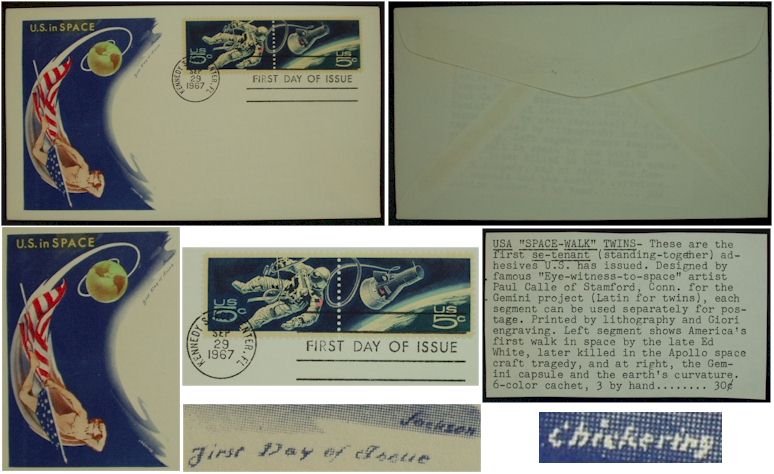 U.S. in SPACE
US 5c
US 5c
KENNEDY
SEP
29
1967
FIRST DAY OF ISSUE
U.S. in SPACE
US
5c
US
5c
KENNEDY
SEP
29
1967
ENTER, FL
FIRST DAY OF ISSUE
USA "SPACE-WALK" TWINS- These are the
first se-tenant (standing-together) ad-
hesives U.S. has issued. Designed by
famous "Eye-witness-to-space" artist
Paul Calle of Stamford, Conn. for the
Gemini project (Latin for twins), each
segment can be used separately for pos-
tage. Printed by lithography and Giori
engraving. Left segment shows America's
first walk in space by the late Ed
White, later killed in the Apollo space
craft tragedy, and at right, the Gem-
ini capsule and the earth's curvature.
6-color cachet, 3 by hand........ 30¢
Jackson
First Day of Issue
Chickering